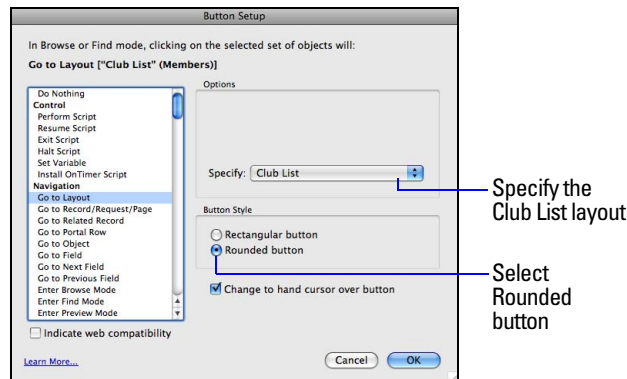 Button Setup
In Browse or Find mode, clicking on the selected set of objects will:
Go to Layout ["Club List" (Members)]
Do Nothing
Control
Perform Script
Resume Script
Exit Script
Halt Script
Set Variable
Install OnTimer Script
Navigation
Go to Layout
Go to Record/Request/Page
Go to Related Record
Go to Portal Row
Go to Object
Go to Field
Go to Next Field
Go to Previous Field
Enter Browse Mode
Enter Find Mode
Enter Preview Mode
Indicate web compatibility
Learn More...
Options
Specify: Club List
Button Style
Rectangular button
Rounded button
Change to hand cursor over button
Cancel
OK
Specify the
Club List layout
Select
Rounded
button